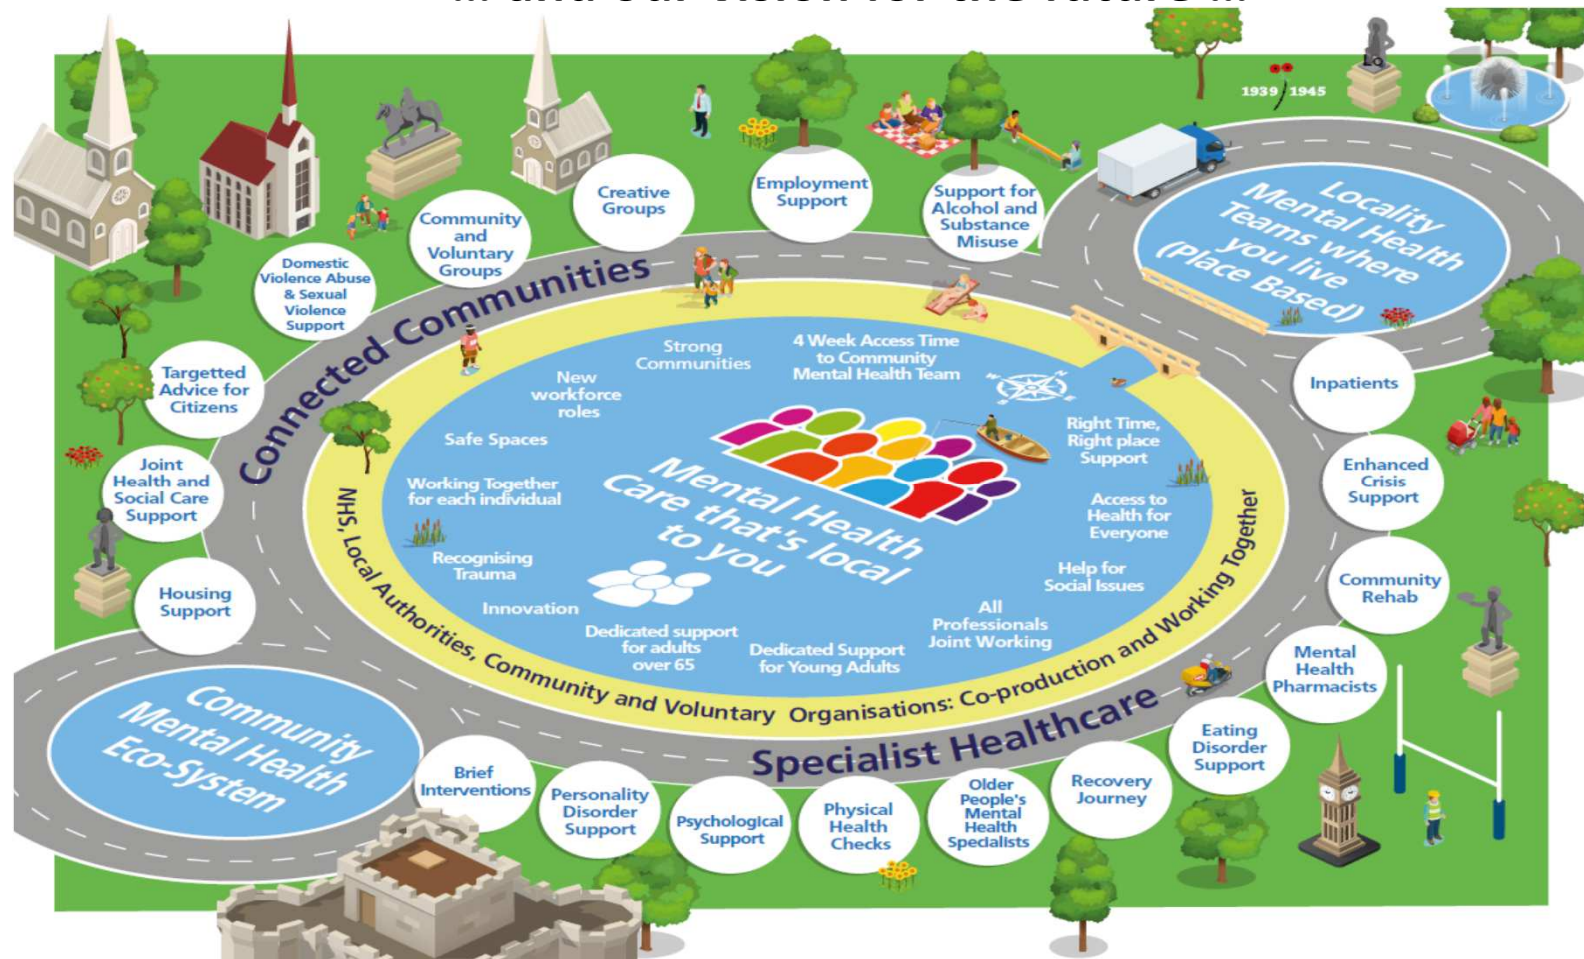 ... and our vision for the future ...
1939 1945
Locality
Mental Health
Teams where
you live
(Place Based)
Employment
Support
Support for
Alcohol and
Substance
Misuse
Creative
Groups
Community
and
Voluntary
Groups
Domestic
Violence Abuse
& Sexual
Violence
Support
Targetted
Advice for
Citizens
Joint
Health and
Social Care
Support
Housing
Support
Connected Communities
Strong
Communities
4 Week Access Time
to Community
Mental Health Team
N
E
S
W
New
workforce
roles
Safe Spaces
Working Together
for each individual
Recognising
Trauma
Innovation
Dedicated support
for adults
over 65
Dedicated Support
for Young Adults
All
Professionals
Joint Working
Help for
Social Issues
Access to
Health for
Everyone
Right Time,
Right place
Support
Mental Health
Care that's local
to you
NHS, Local Authorities, Community and Voluntary Organisations: Co-production and Working Together
Inpatients
Enhanced
Crisis
Support
Community
Rehab
Mental
Health
Pharmacists
Eating
Disorder
Support
Recovery
Journey
Older
People's
Mental
Health
Specialists
Physical
Health
Checks
Psychological
Support
Personality
Disorder
Support
Brief
Interventions
Specialist Healthcare
Community
Mental Health
Eco-System